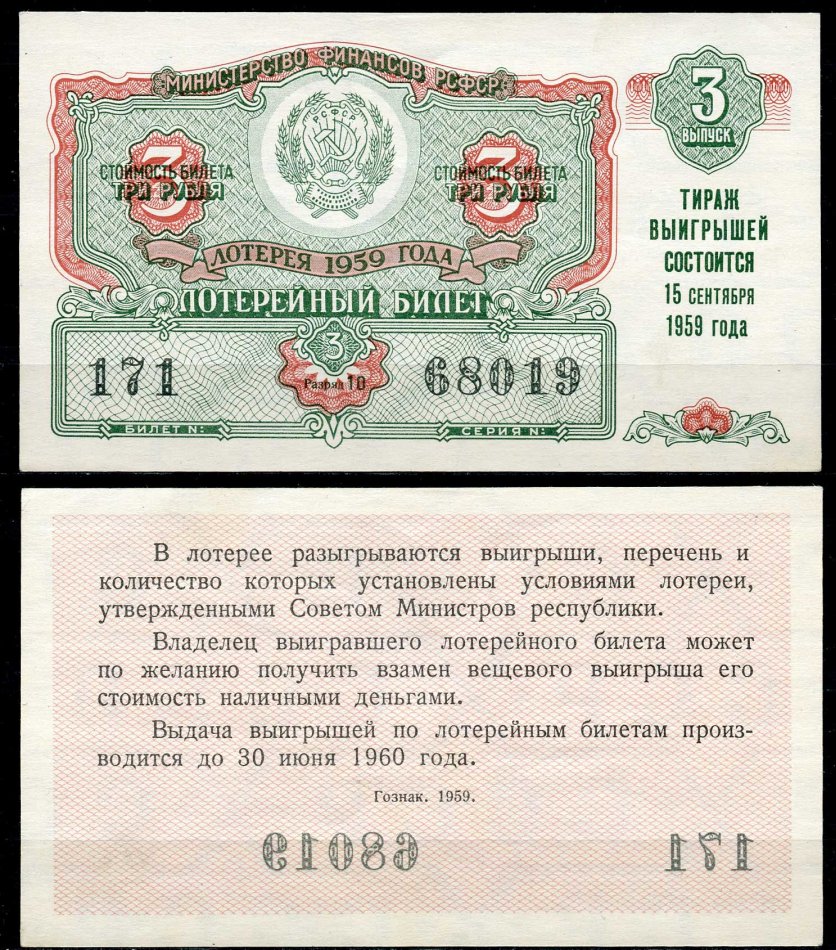 МИНИСТЕРСТВО ФИНАНСОВ РСФСР
РСФСР
3
СТОИМОСТЬ БИЛЕТА
ТРИ РУБЛЯ
3
СТОИМОСТЬ БИЛЕТА
ТРИ РУБЛЯ
ЛОТЕРЕЯ 1959 ГОДА
ЛОТЕРЕЙНЫЙ БИЛЕТ
3
171
Разряд 10
68019
БИЛЕТ №:
СЕРИЯ №:
3
ВЫПУСК
ТИРАЖ
ВЫИГРЫШЕЙ
СОСТОИТСЯ
15 СЕНТЯБРЯ
1959 года
В лотерее разыгрываются выигрыши, перечень и
количество которых установлены условиями лотереи,
утвержденными Советом Министров республики.
Владелец выигравшего лотерейного билета может
по желанию получить взамен вещевого выигрыша его
стоимость наличными деньгами.
Выдача выигрышей по лотерейным билетам произ-
водится до 30 июня 1960 года.
Гознак. 1959.
68019
171